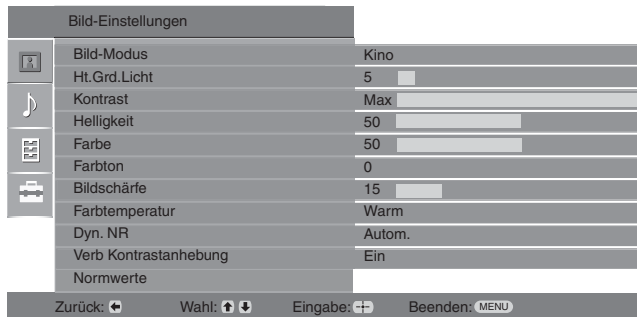 Bild-Einstellungen
Bild-Modus Kino
Ht.Grd.Licht 5
Kontrast Max
Helligkeit 50
Farbe 50
Farbton 0
Bildschärfe 15
Farbtemperatur Warm
Dyn. NR Autom.
Verb Kontrastanhebung Ein
Normwerte
Zurück: Wahl: Eingabe: Beenden: MENU